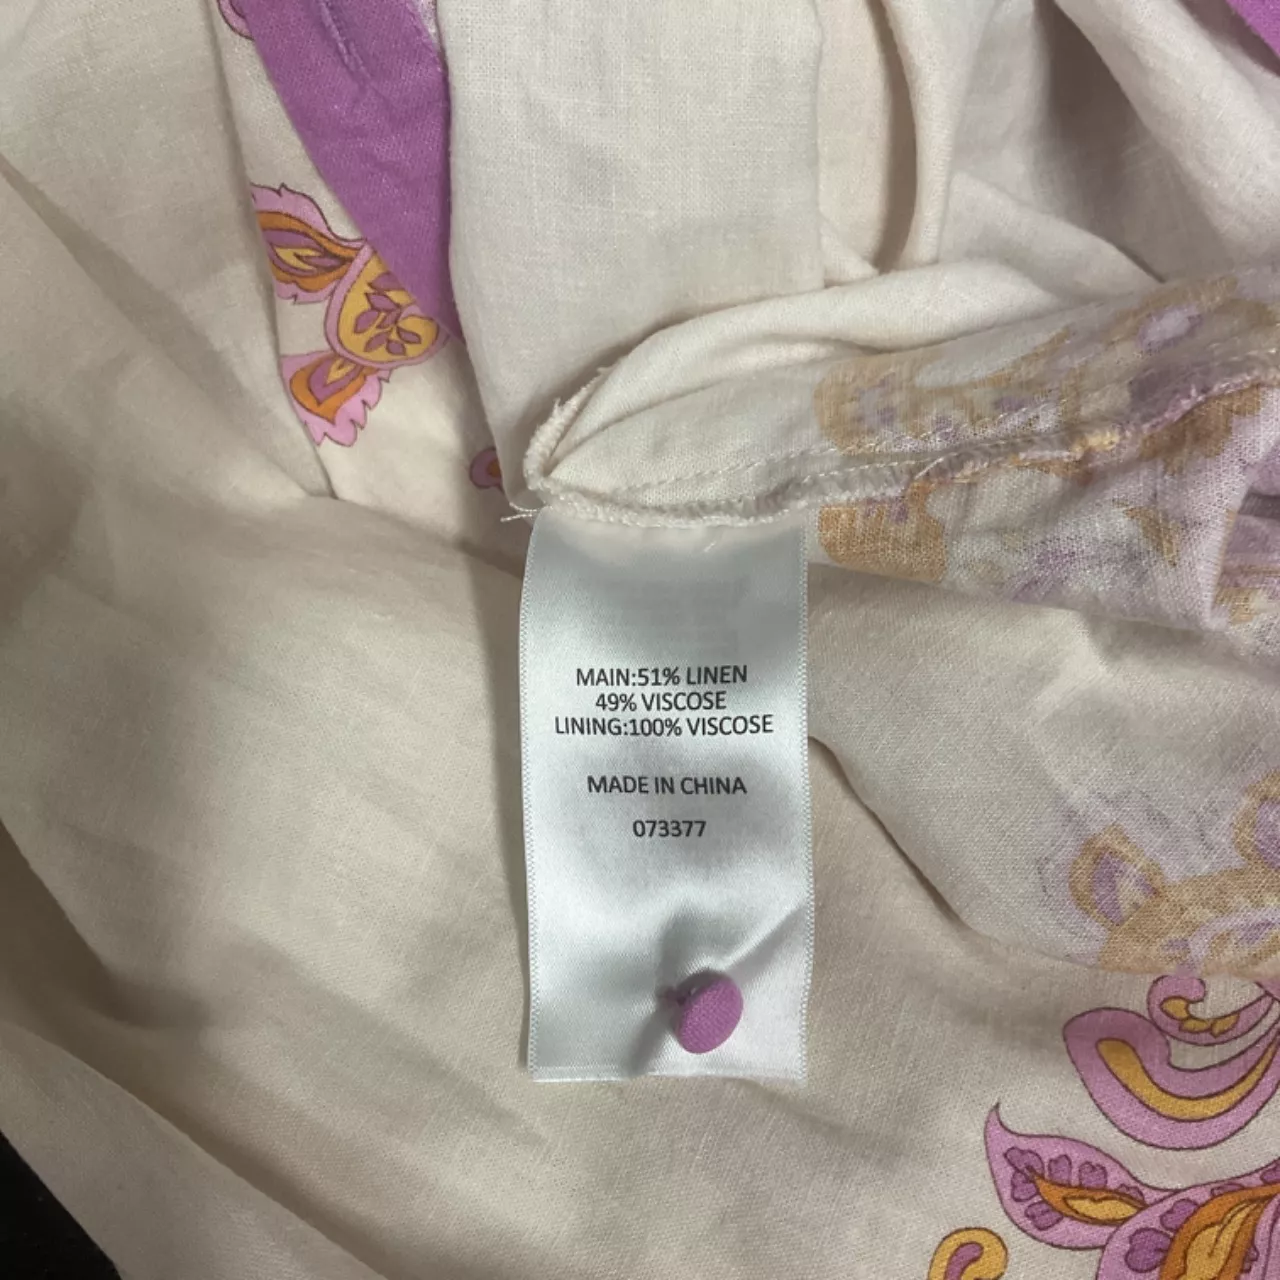 MAIN:51% LINEN
49% VISCOSE
LINING:100% VISCOSE
MADE IN CHINA
073377